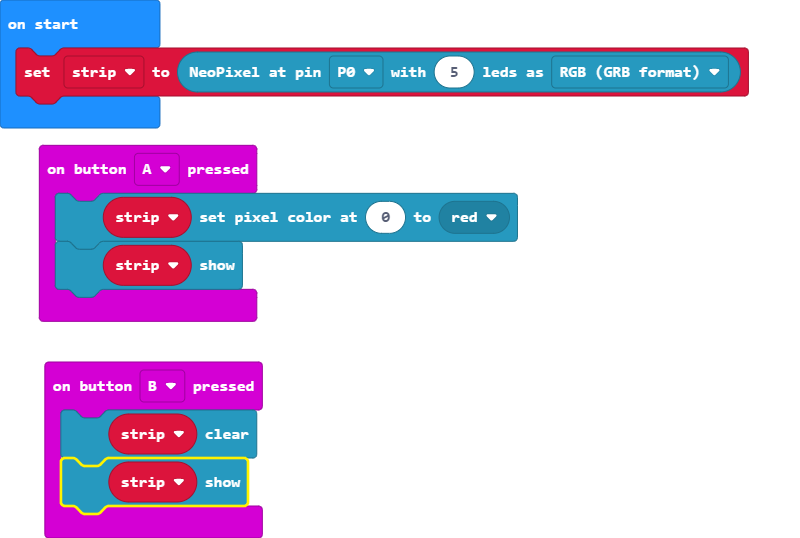 on start
set strip to NeoPixel at pin P0 with 5 leds as RGB (GRB format)
on button A pressed
strip set pixel color at 0 to red
strip show
on button B pressed
strip clear
strip show